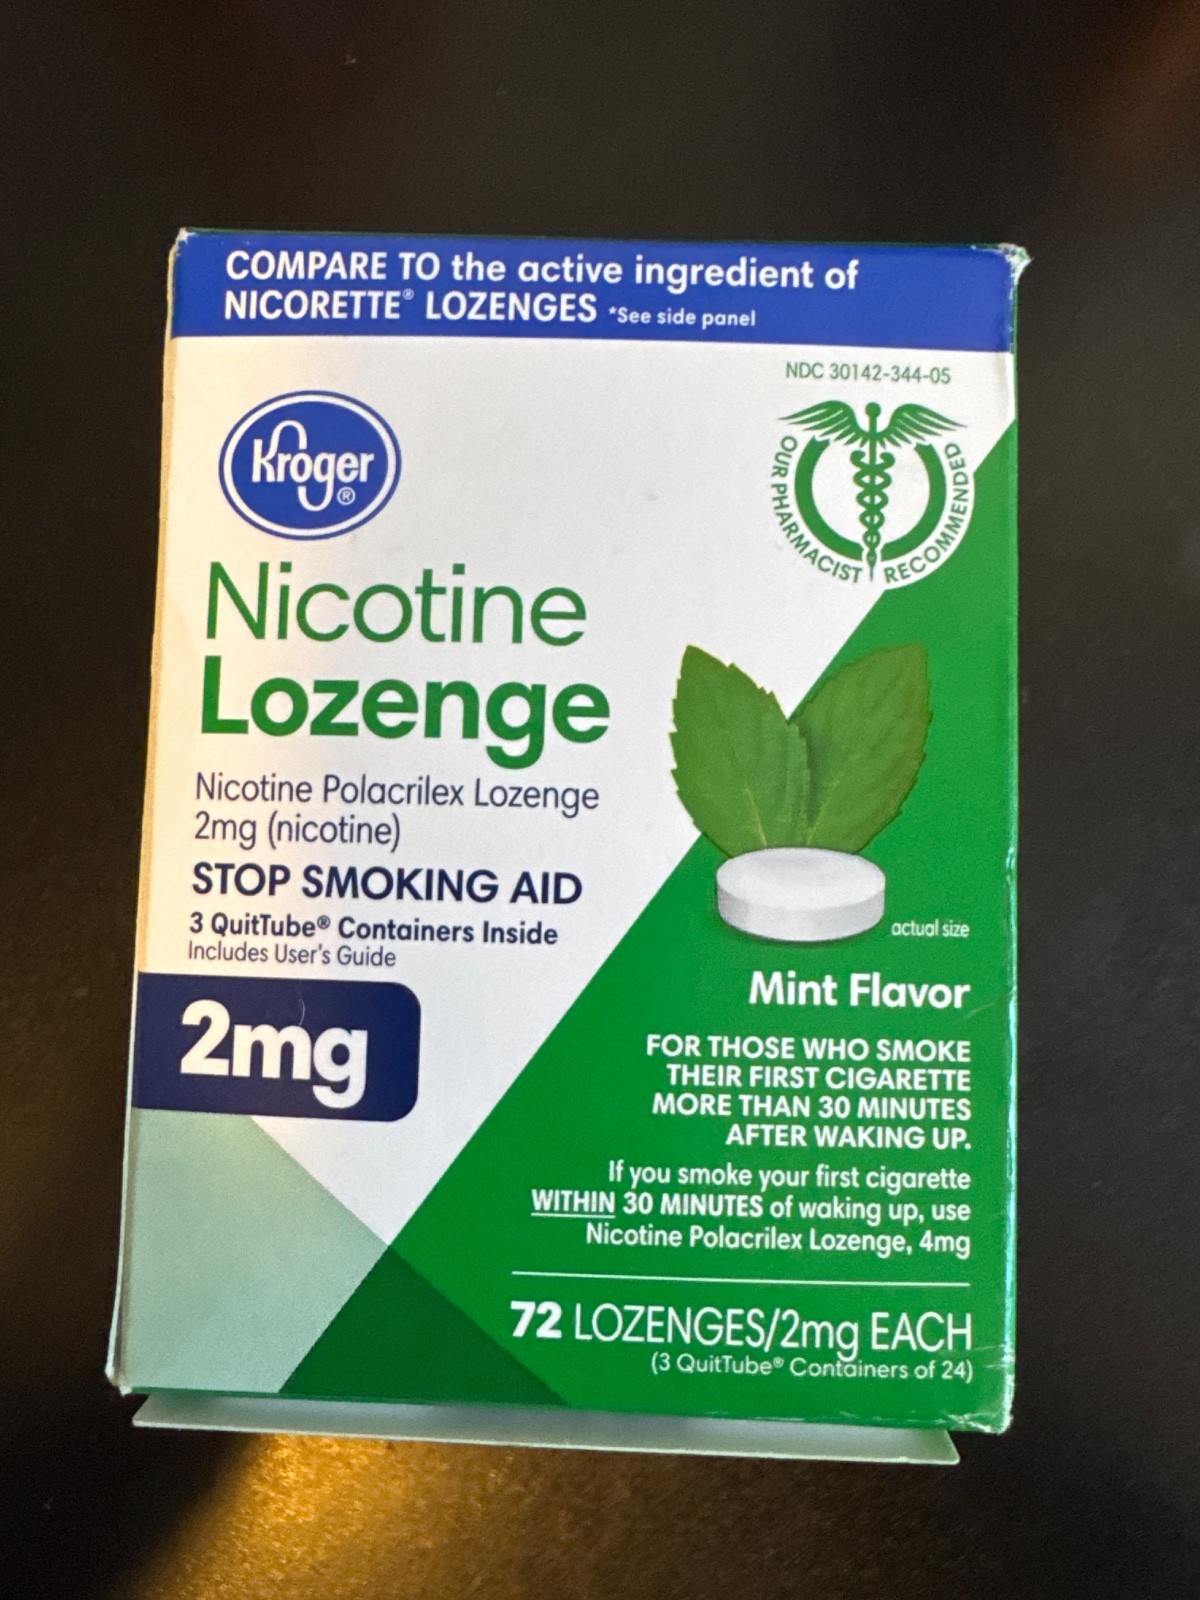 COMPARE TO the active ingredient of
NICORETTE® LOZENGES *See side panel
NDC 30142-344-05
Kroger®
OUR PHARMACIST RECOMMENDED
Nicotine
Lozenge
Nicotine Polacrilex Lozenge
2mg (nicotine)
STOP SMOKING AID
3 QuitTube® Containers Inside
Includes User's Guide
2mg
actual size
Mint Flavor
FOR THOSE WHO SMOKE
THEIR FIRST CIGARETTE
MORE THAN 30 MINUTES
AFTER WAKING UP.
If you smoke your first cigarette
WITHIN 30 MINUTES of waking up, use
Nicotine Polacrilex Lozenge, 4mg
72 LOZENGES/2mg EACH
(3 QuitTube® Containers of 24)